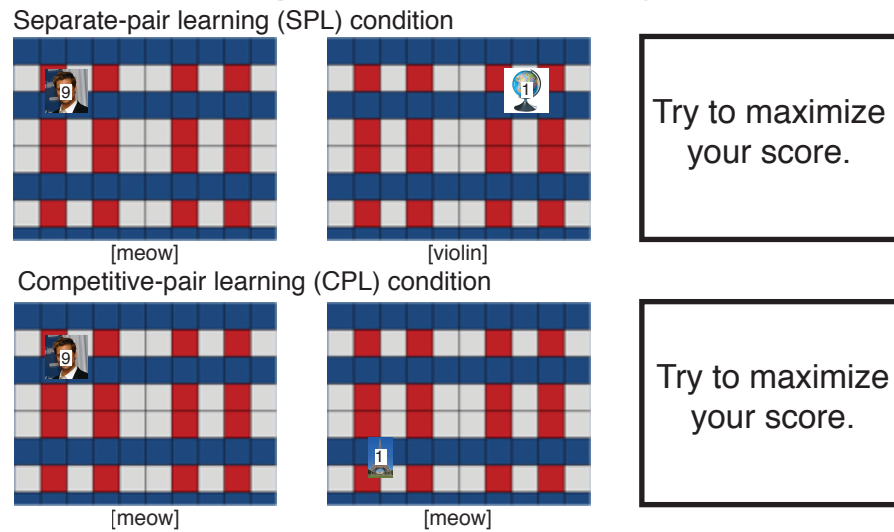 Separate-pair learning (SPL) condition
9
1
Try to maximize
your score.
[meow]
[violin]
Competitive-pair learning (CPL) condition
9
1
Try to maximize
your score.
[meow]
[meow]